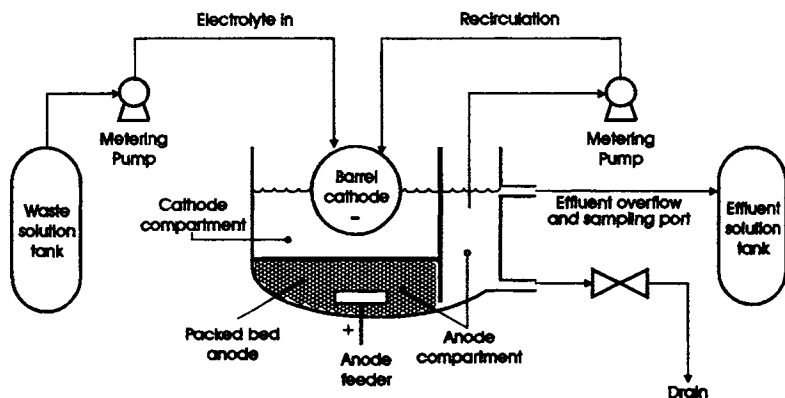 Electrolyte in
Recirculation
Metering
Pump
Metering
Pump
Waste
solution
tank
Cathode
compartment
Barrel
cathode
-
Effluent overflow
and sampling port
Effluent
solution
tank
Packed bed
anode
+
Anode
feeder
Anode
compartment
Drain